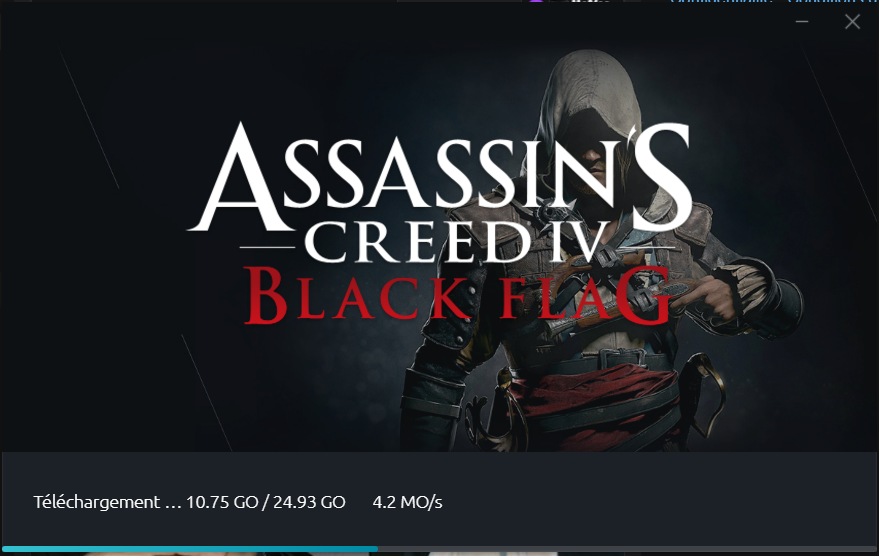 ASSASSIN'S
CREED IV
BLACK FLAG
Téléchargement ... 10.75 GO / 24.93 GO 4.2 MO/s